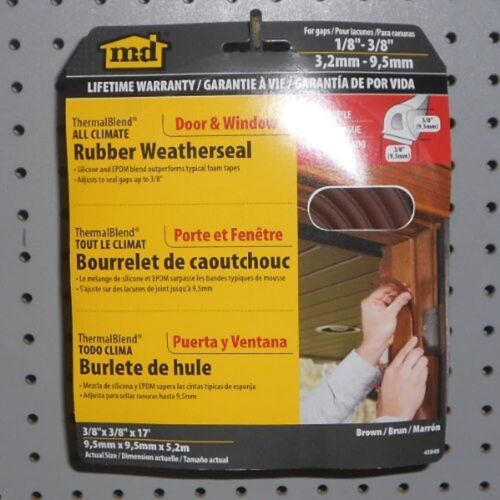 md
For gaps / Pour lacunes / Para ranuras
1/8"- 3/8"
3,2mm - 9,5mm
LIFETIME WARRANTY / GARANTIE À VIE / GARANTÍA DE POR VIDA
ThermalBlend®
ALL CLIMATE
Door & Window
Rubber Weatherseal
• Silicone and EPDM blend outperforms typical foam tapes
• Adjusts to seal gaps up to 3/8"
3/8"
(9,5mm)
3/8"
(9,5mm)
ThermalBlend®
TOUT LE CLIMAT
Porte et Fenêtre
Bourrelet de caoutchouc
• Le mélange de silicone et EPDM surpasse les bandes typiques de mousse
• S'ajuste sur des lacunes de joint jusqu'à 9,5mm
ThermalBlend®
TODO CLIMA
Puerta y Ventana
Burlete de hule
• Mezcla de silicona y EPDM supera las cintas típicas de esponja
• Adjusta para sellar ranuras hasta 9,5mm
3/8"x 3/8"x 17'
9,5mm x 9,5mm x 5,2m
Actual Size / Dimension actuelle / Tamaño actual
Brown / Brun / Marrón